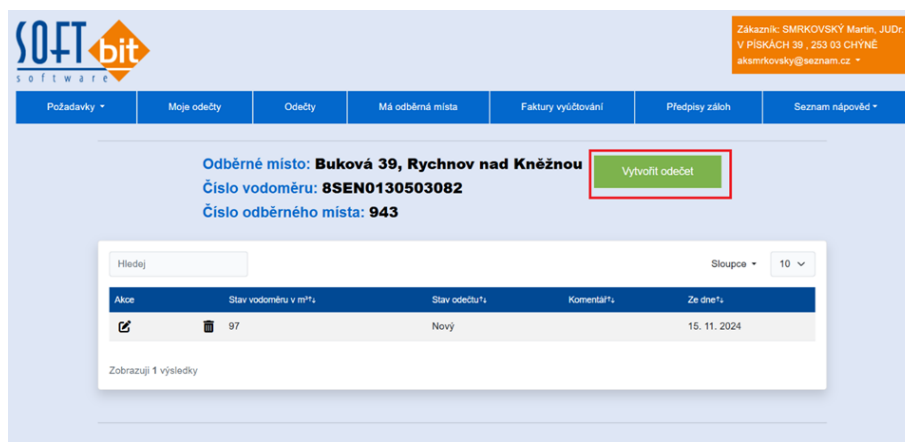 SOFT bit
software
Zákazník: SMRKOVSKÝ Martin, JUDr.
V PÍSKÁCH 39 , 253 03 CHÝNĚ
aksmrkovsky@seznam.cz
Požadavky Moje odečty Odečty Má odběrná místa Faktury vyúčtování Předpisy záloh Seznam nápověd
Odběrné místo: Buková 39, Rychnov nad Kněžnou
Vytvořit odečet
Číslo vodoměru: 8SEN0130503082
Číslo odběrného místa: 943
Hledej Sloupce 10
Akce Stav vodoměru v m³↑↓ Stav odečtu↑↓ Komentář↑↓ Ze dne↑↓
97 Nový 15. 11. 2024
Zobrazuji 1 výsledky